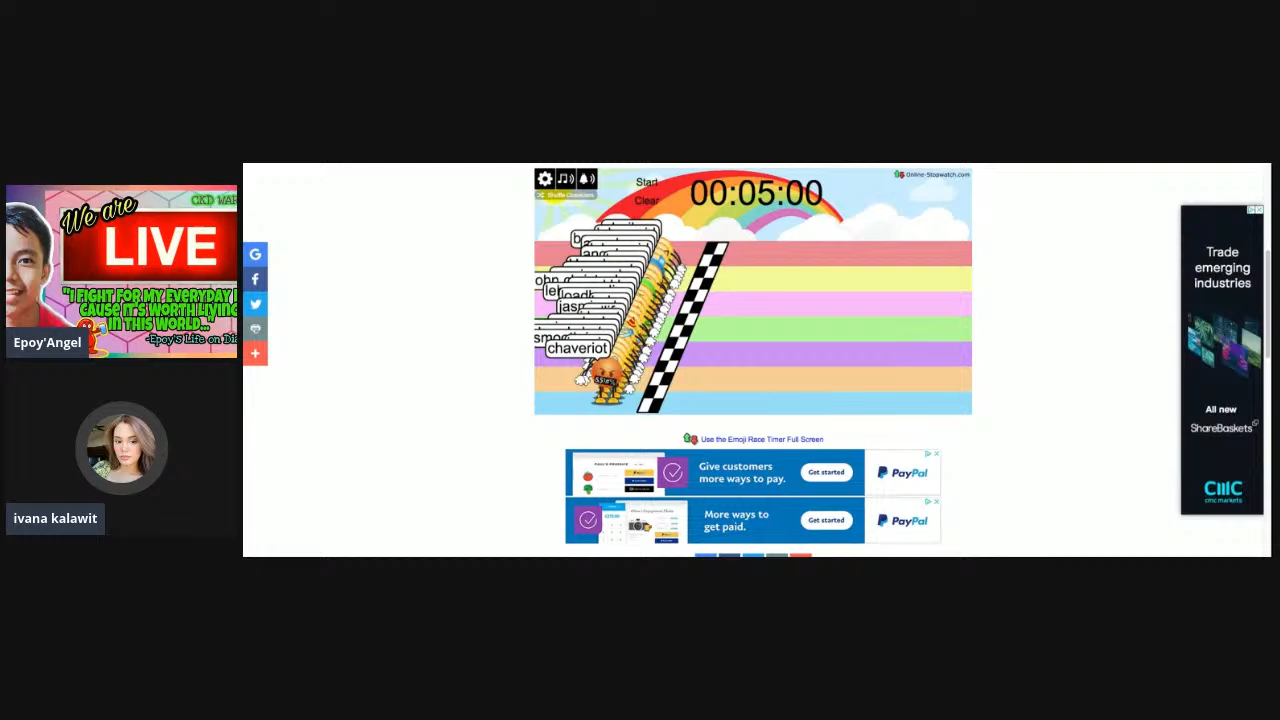 We are
LIVE
"I FIGHT FOR MY EVERYDAY
CAUSE IT'S WORTH LIVING
IN THIS WORLD..."
Epoy'Angel
ivana kalawit
Start
Clear
00:05:00
Online-Stopwatch.com
chaveriot
Use the Emoji Race Timer Full Screen
Give customers
more ways to pay.
Get started
PayPal
More ways to
get paid.
Get started
PayPal
Trade
emerging
industries
All new
ShareBaskets
cmc markets